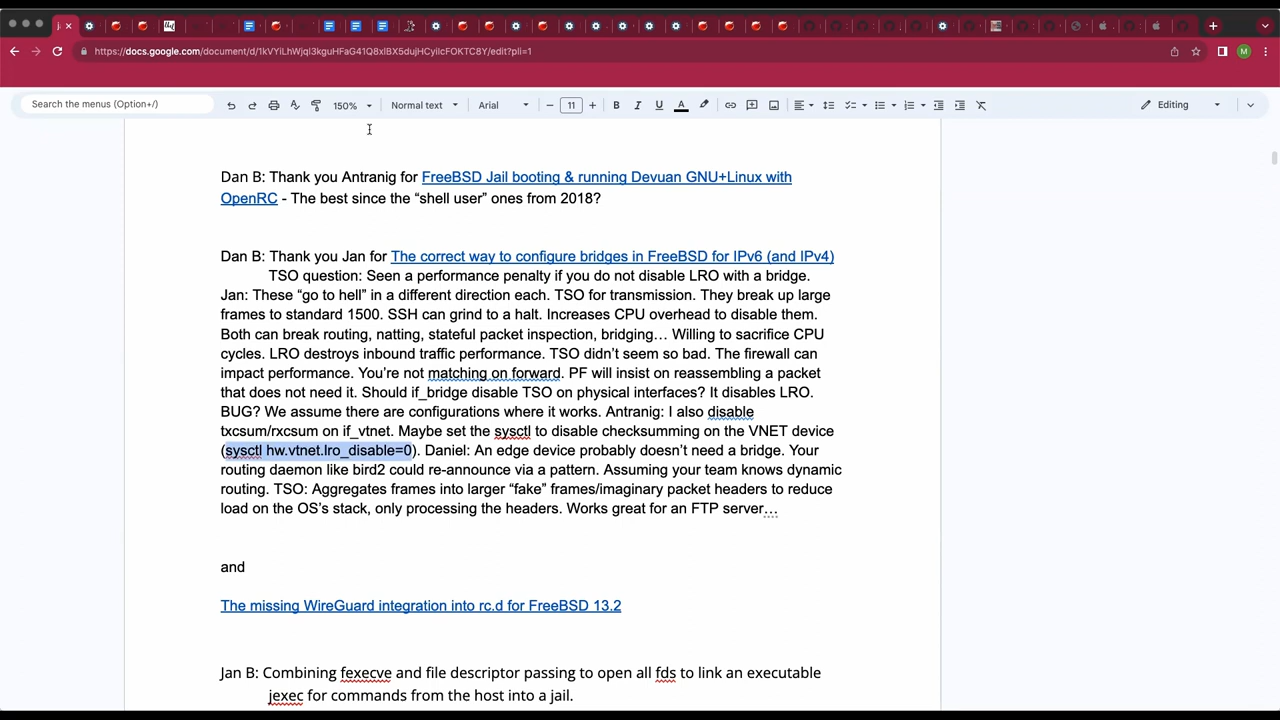 https://docs.google.com/document/d/1kVYiLhWjqI3kguHFaG41Q8xlBX5dujHCyiIcFOKTC8Y/edit?pli=1
M
Search the menus (Option+/)
150%
Normal text
Arial
11
B
I
U
A
Editing
Dan B: Thank you Antranig for FreeBSD Jail booting & running Devuan GNU+Linux with
OpenRC - The best since the “shell user” ones from 2018?
Dan B: Thank you Jan for The correct way to configure bridges in FreeBSD for IPv6 (and IPv4)
TSO question: Seen a performance penalty if you do not disable LRO with a bridge.
Jan: These “go to hell” in a different direction each. TSO for transmission. They break up large
frames to standard 1500. SSH can grind to a halt. Increases CPU overhead to disable them.
Both can break routing, natting, stateful packet inspection, bridging… Willing to sacrifice CPU
cycles. LRO destroys inbound traffic performance. TSO didn’t seem so bad. The firewall can
impact performance. You’re not matching on forward. PF will insist on reassembling a packet
that does not need it. Should if_bridge disable TSO on physical interfaces? It disables LRO.
BUG? We assume there are configurations where it works. Antranig: I also disable
txcsum/rxcsum on if_vtnet. Maybe set the sysctl to disable checksumming on the VNET device
(sysctl hw.vtnet.lro_disable=0). Daniel: An edge device probably doesn’t need a bridge. Your
routing daemon like bird2 could re-announce via a pattern. Assuming your team knows dynamic
routing. TSO: Aggregates frames into larger “fake” frames/imaginary packet headers to reduce
load on the OS’s stack, only processing the headers. Works great for an FTP server…
and
The missing WireGuard integration into rc.d for FreeBSD 13.2
Jan B: Combining fexecve and file descriptor passing to open all fds to link an executable
jexec for commands from the host into a jail.